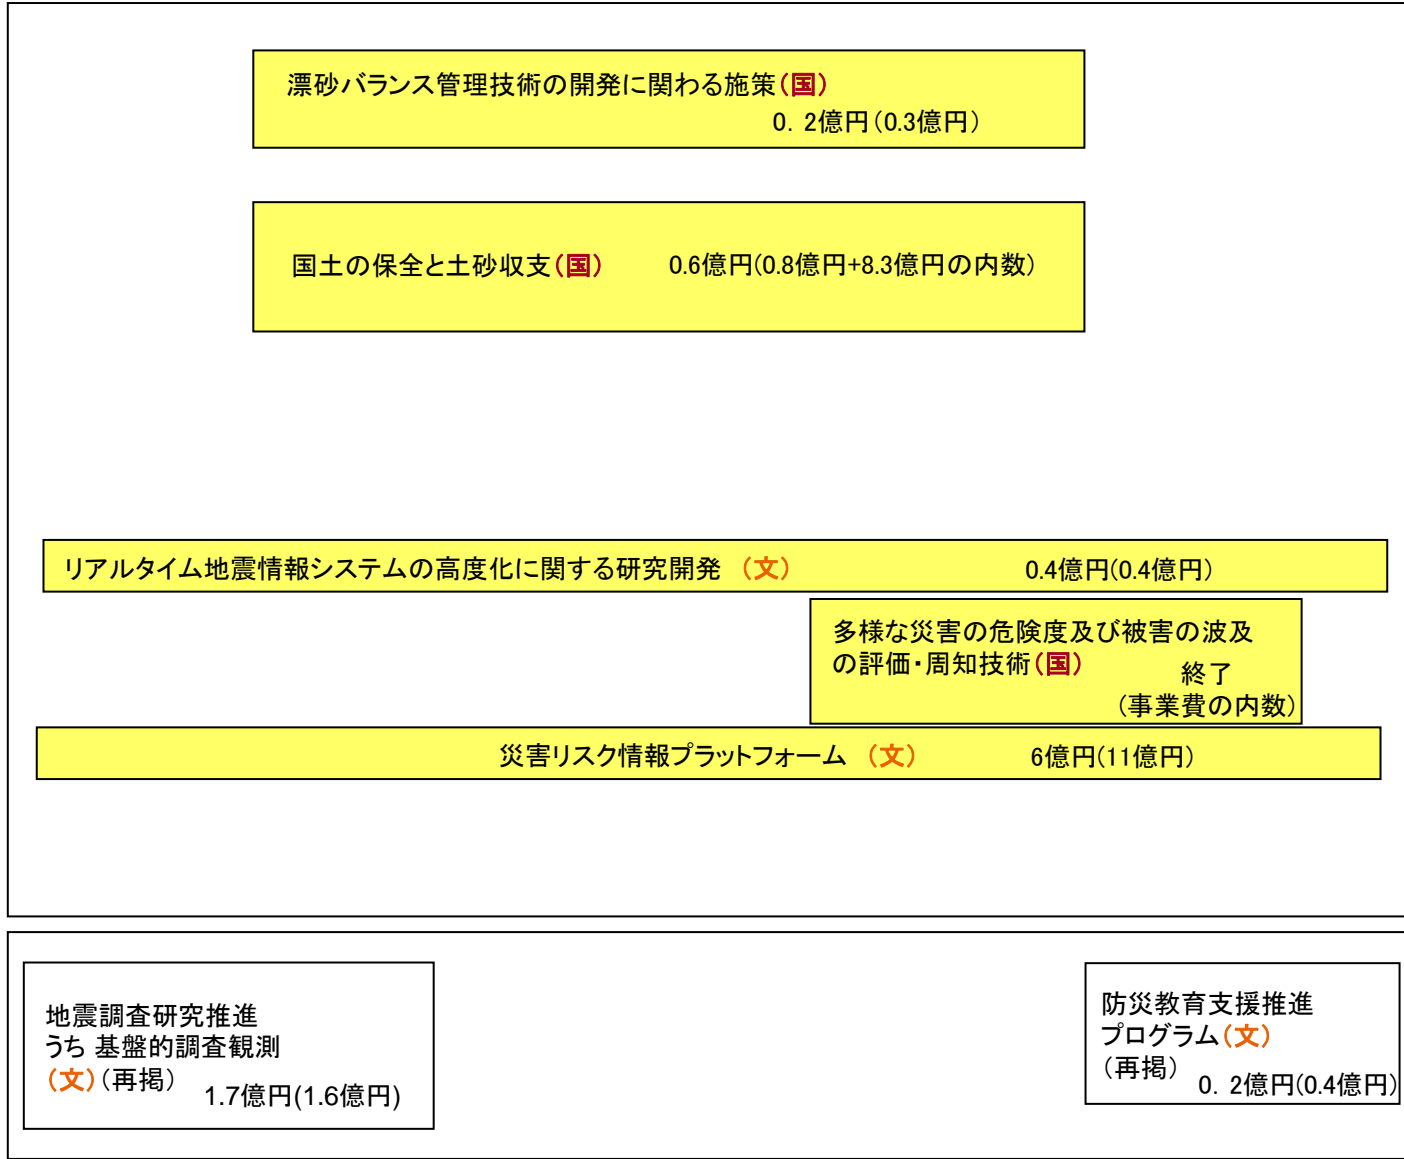 漂砂バランス管理技術の開発に関わる施策(国)
0．2億円(0.3億円)
国土の保全と土砂収支(国) 0.6億円(0.8億円+8.3億円の内数)
リアルタイム地震情報システムの高度化に関する研究開発 (文) 0.4億円(0.4億円)
多様な災害の危険度及び被害の波及
の評価・周知技術(国)
終了
(事業費の内数)
災害リスク情報プラットフォーム (文) 6億円(11億円)
地震調査研究推進
うち 基盤的調査観測
(文)(再掲)
1.7億円(1.6億円)
防災教育支援推進
プログラム(文)
(再掲)
0．2億円(0.4億円)